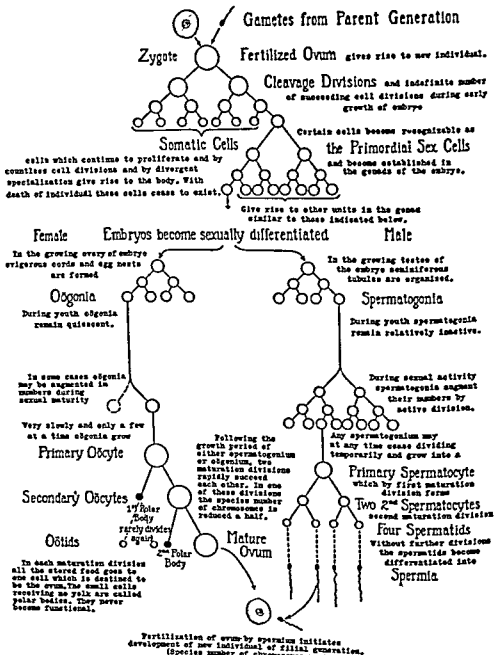 Gametes from Parent Generation
Zygote
Fertilized Ovum gives rise to new individual.
Cleavage Divisions and indefinite number
of succeeding cell divisions during early
growth of embryo
Somatic Cells
cells which continue to proliferate and by
countless cell divisions and by divergent
specialization give rise to the body. With
death of individual these cells cease to exist.
Certain cells become recognizable as
the Primordial Sex Cells
and become established in
the gonads of the embryo.
Give rise to other units in the gonad
similar to those indicated below.
Female
Embryos become sexually differentiated
Male
In the growing ovary of embryo
ovigerous cords and egg nests
are formed
Oögonia
During youth oögonia
remain quiescent.
In the growing testes of
the embryo seminiferous
tubules are organized.
Spermatogonia
During youth spermatogonia
remain relatively inactive.
In some cases oögonia
may be augmented in
numbers during
sexual maturity
During sexual activity
spermatogonia augment
their numbers by
active division.
Very slowly and only a few
at a time oögonia grow
Primary Oöcyte
Following the
growth period of
either spermatogonium
or oögonium, two
maturation divisions
rapidly succeed
each other. In one
of these divisions
the species number
of chromosomes is
reduced a half.
Any spermatogonium may
at any time cease dividing
temporarily and grow into a
Primary Spermatocyte
which by first maturation
division forms
Secondary Oöcytes
1st Polar
Body
rarely divides
again
Two 2nd Spermatocytes
second maturation division
Four Spermatids
Without further divisions
the spermatids become
differentiated into
Spermia
Oötids
2nd Polar
Body
Mature
Ovum
In each maturation division
all the stored food goes to
one cell which is destined to
be the ovum. The small cells
receiving no yolk are called
polar bodies. They never
become functional.
Fertilization of ovum by spermium initiates
development of new individual of filial generation.
(Species number of